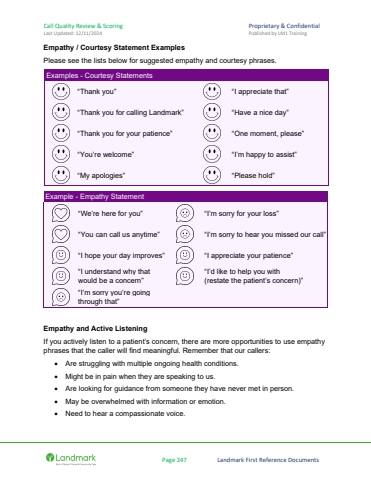 Call Quality Review & Scoring
Proprietary & Confidential
Last Updated: 12/11/2024
Published by LM1 Training
Empathy / Courtesy Statement Examples
Please see the lists below for suggested empathy and courtesy phrases.
Examples - Courtesy Statements
“Thank you” “I appreciate that”
“Thank you for calling Landmark” “Have a nice day”
“Thank you for your patience” “One moment, please”
“You’re welcome” “I’m happy to assist”
“My apologies” “Please hold”
Example - Empathy Statement
“We’re here for you” “I’m sorry for your loss”
“You can call us anytime” “I’m sorry to hear you missed our call”
“I hope your day improves” “I appreciate your patience”
“I understand why that
would be a concern”
“I’d like to help you with
(restate the patient’s concern)”
“I’m sorry you’re going
through that”
Empathy and Active Listening
If you actively listen to a patient’s concern, there are more opportunities to use empathy
phrases that the caller will find meaningful. Remember that our callers:
• Are struggling with multiple ongoing health conditions.
• Might be in pain when they are speaking to us.
• Are looking for guidance from someone they have never met in person.
• May be overwhelmed with information or emotion.
• Need to hear a compassionate voice.
Landmark
Page 247
Landmark First Reference Documents